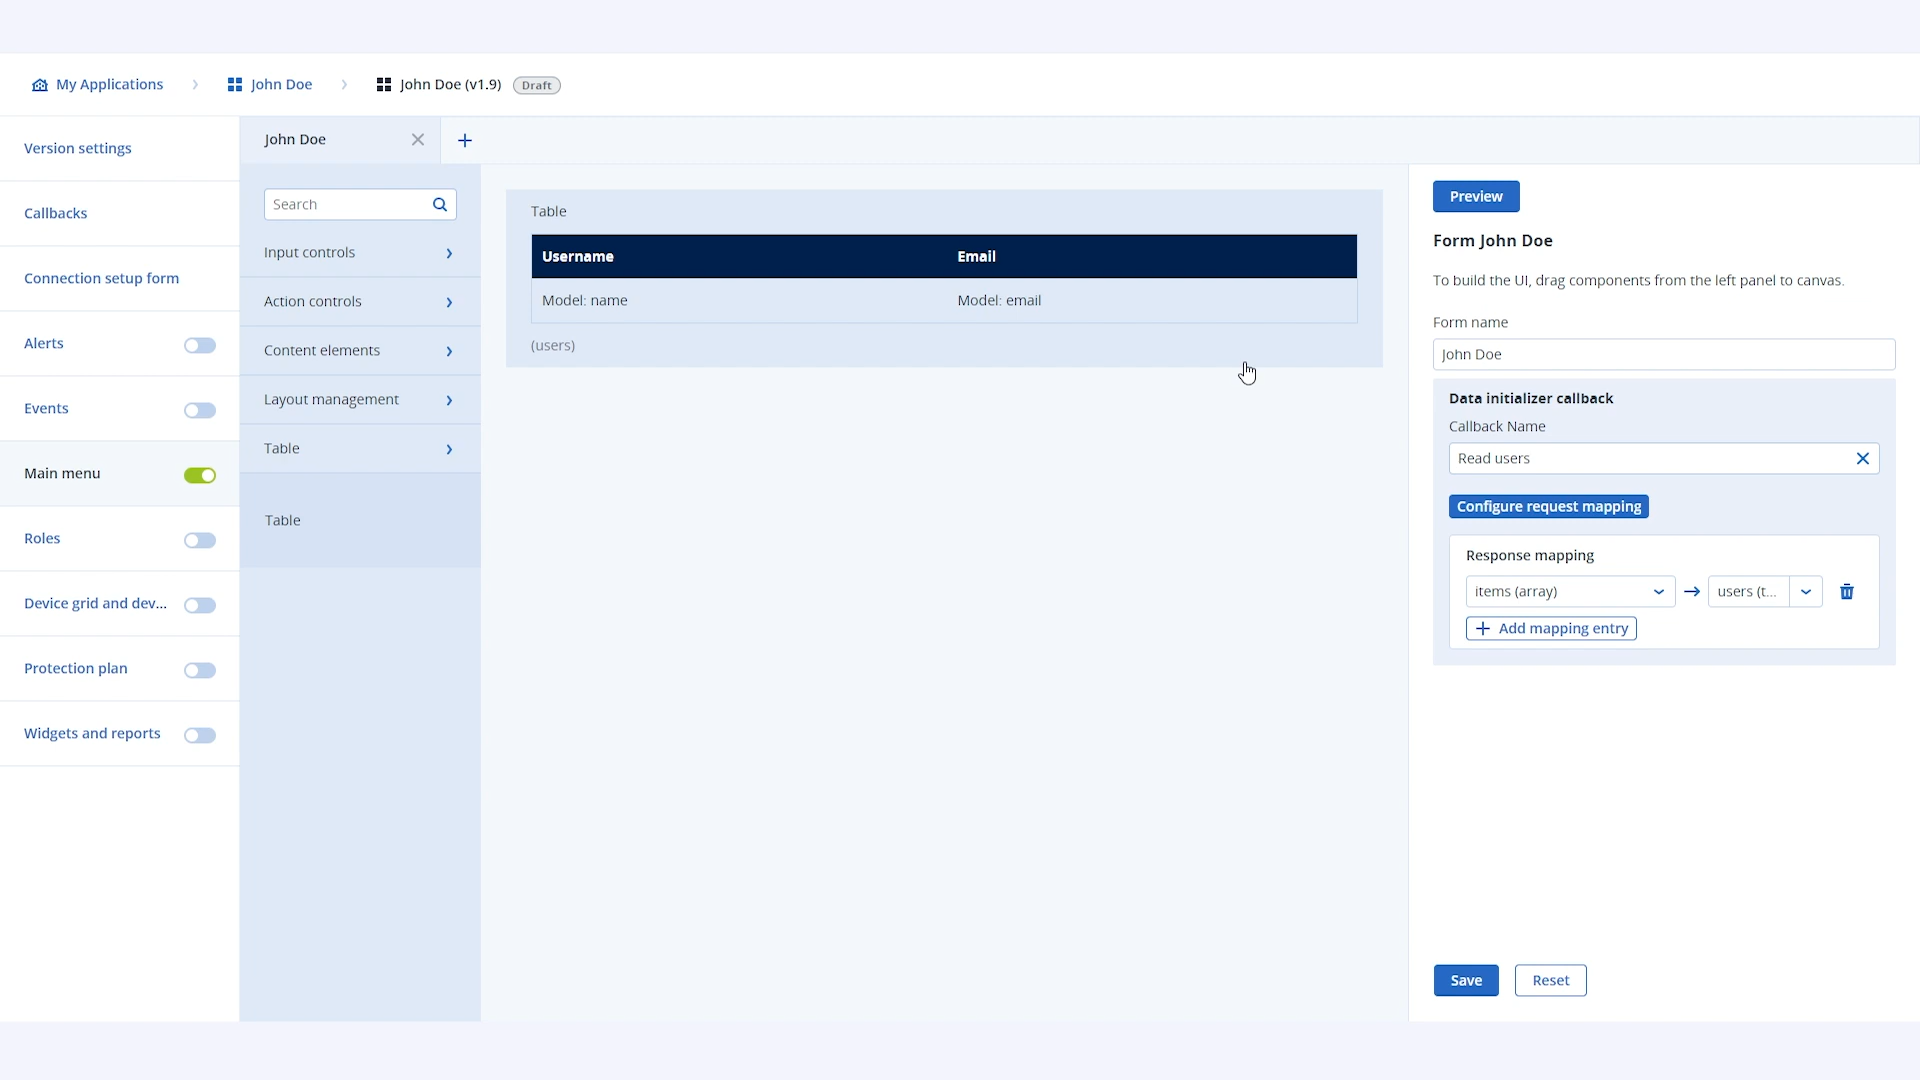 My Applications
John Doe
John Doe (v1.9)
Draft
Version settings
Callbacks
Connection setup form
Alerts
Events
Main menu
Roles
Device grid and dev...
Protection plan
Widgets and reports
John Doe
Search
Input controls
Action controls
Content elements
Layout management
Table
Table
Table
Username Email
Model: name Model: email
(users)
Preview
Form John Doe
To build the UI, drag components from the left panel to canvas.
Form name
John Doe
Data initializer callback
Callback Name
Read users
Configure request mapping
Response mapping
items (array) users (t...
Add mapping entry
Save Reset